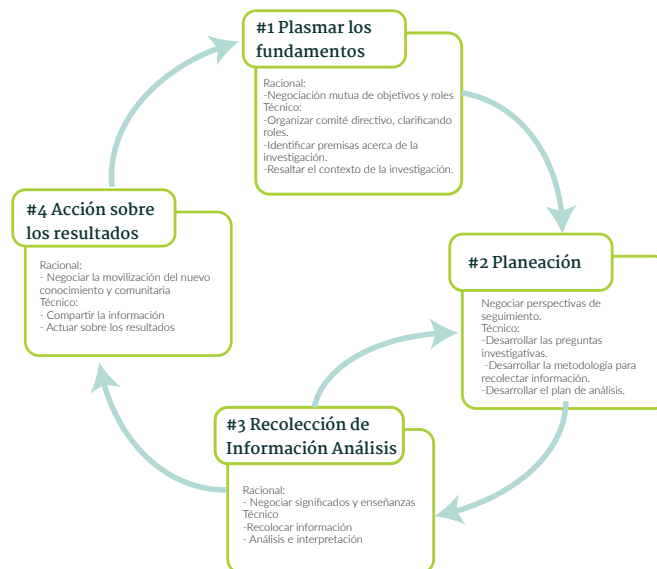 #1 Plasmar los
fundamentos
Racional:
-Negociación mutua de objetivos y roles
Técnico:
-Organizar comité directivo, clarificando
roles.
-Identificar premisas acerca de la
investigación.
-Resaltar el contexto de la investigación.
#2 Planeación
Negociar perspectivas de
seguimiento.
Técnico:
-Desarrollar las preguntas
investigativas.
-Desarrollar la metodología para
recolectar información.
-Desarrollar el plan de análisis.
#3 Recolección de
Información Análisis
Racional:
- Negociar significados y enseñanzas
Técnico
-Recolocar información
- Análisis e interpretación
#4 Acción sobre
los resultados
Racional:
- Negociar la movilización del nuevo
conocimiento y comunitaria
Técnico:
- Compartir la información
- Actuar sobre los resultados